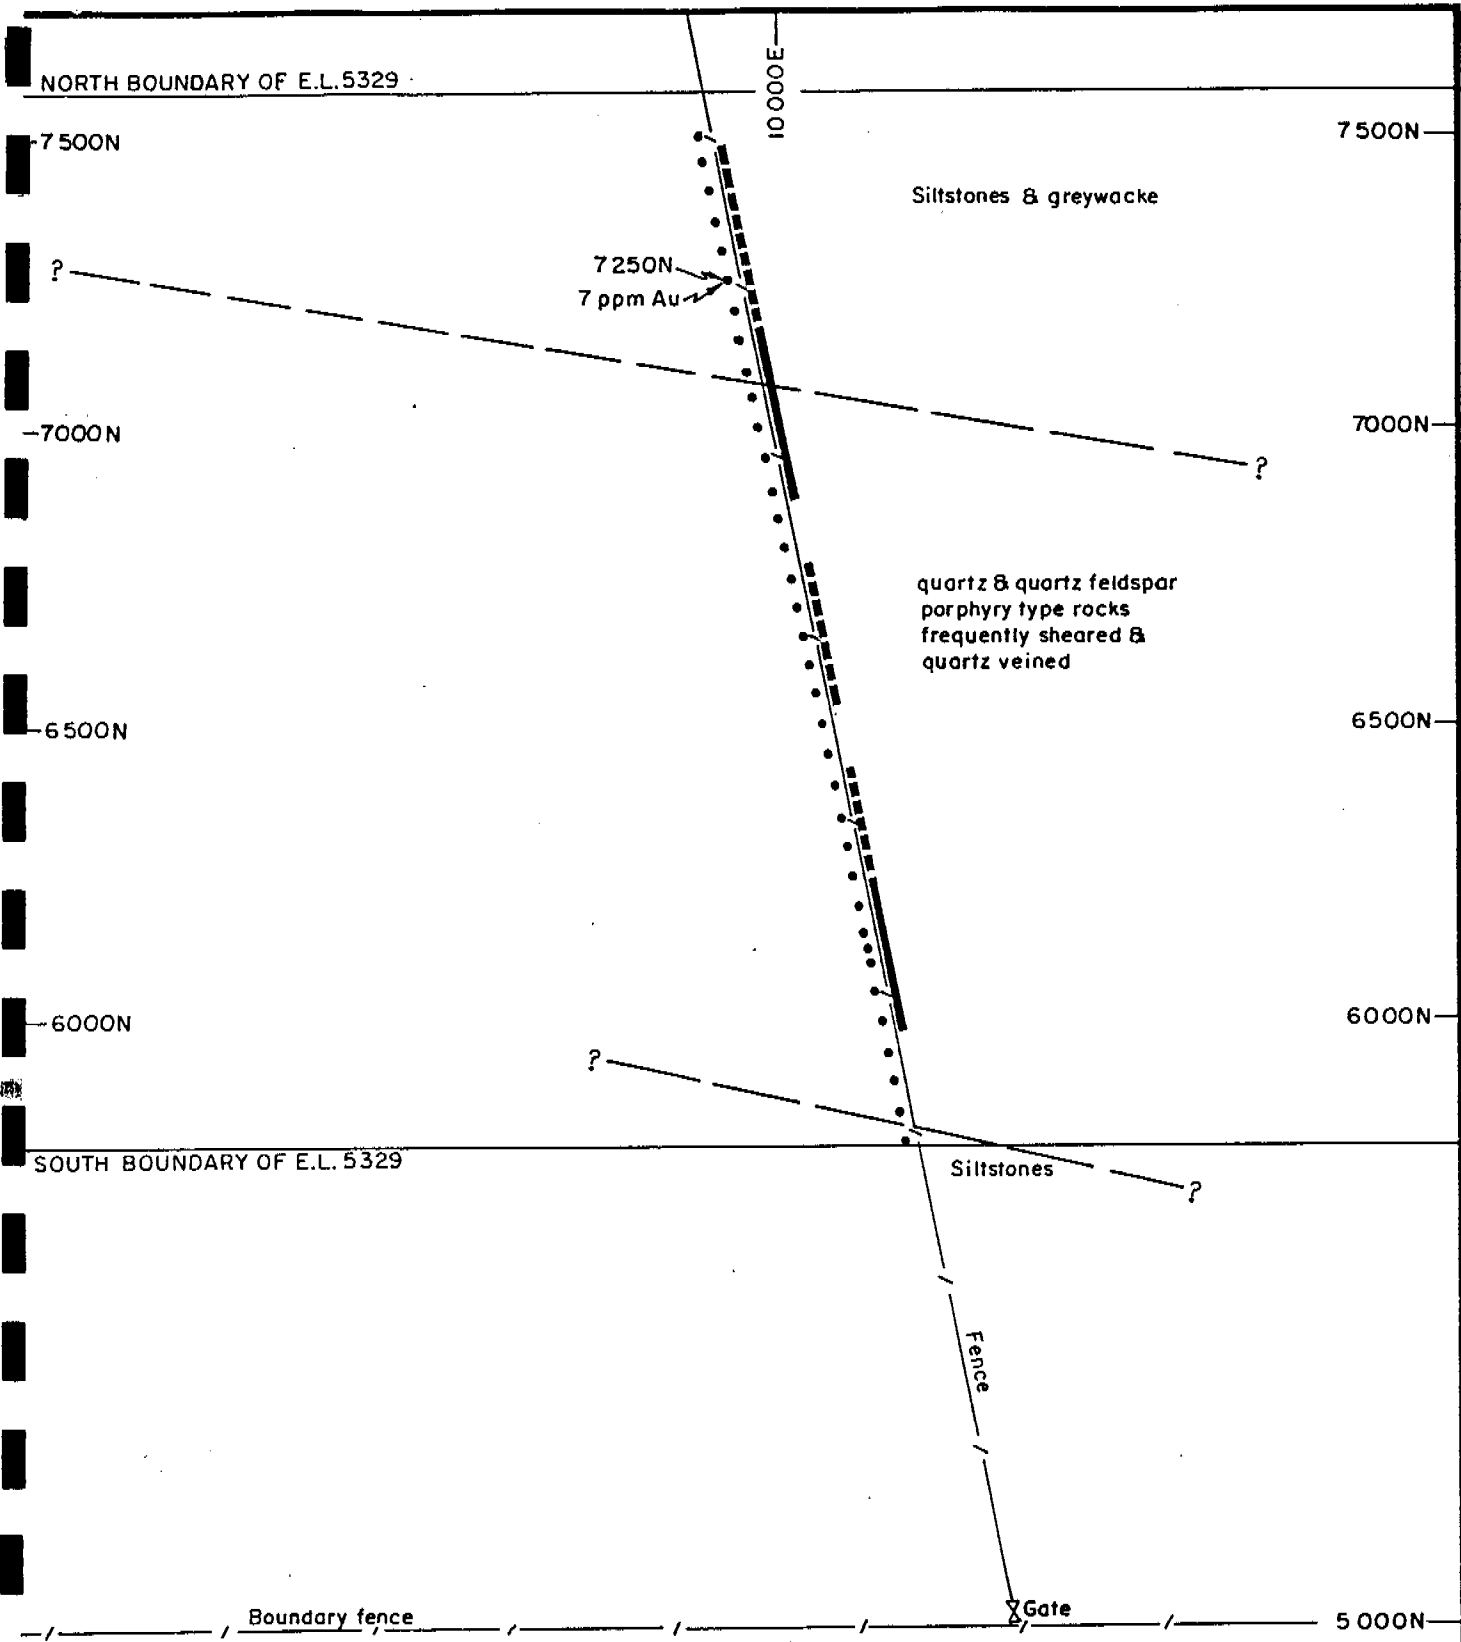 10 000E
NORTH BOUNDARY OF E.L. 5329
7500N
7500N
Siltstones & greywacke
7250N
7 ppm Au
?
7000N
7000N
?
quartz & quartz feldspar
porphyry type rocks
frequently sheared &
quartz veined
6500N
6500N
6000N
6000N
?
SOUTH BOUNDARY OF E.L. 5329
Siltstones
?
Fence
Gate
Boundary fence
5000N